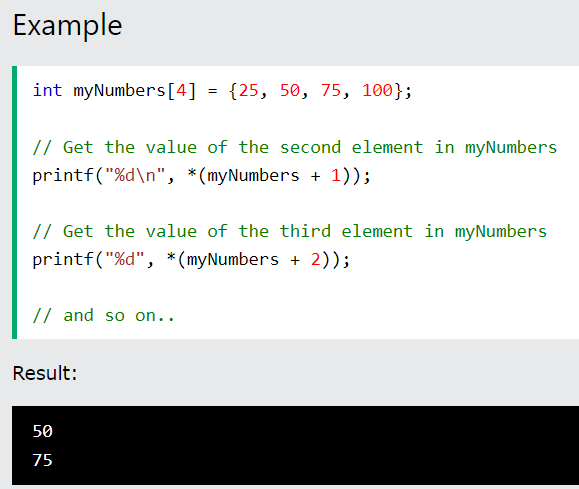 Example
int myNumbers[4] = {25, 50, 75, 100};
// Get the value of the second element in myNumbers
printf("%d\n", *(myNumbers + 1));
// Get the value of the third element in myNumbers
printf("%d", *(myNumbers + 2));
// and so on..
Result:
50
75